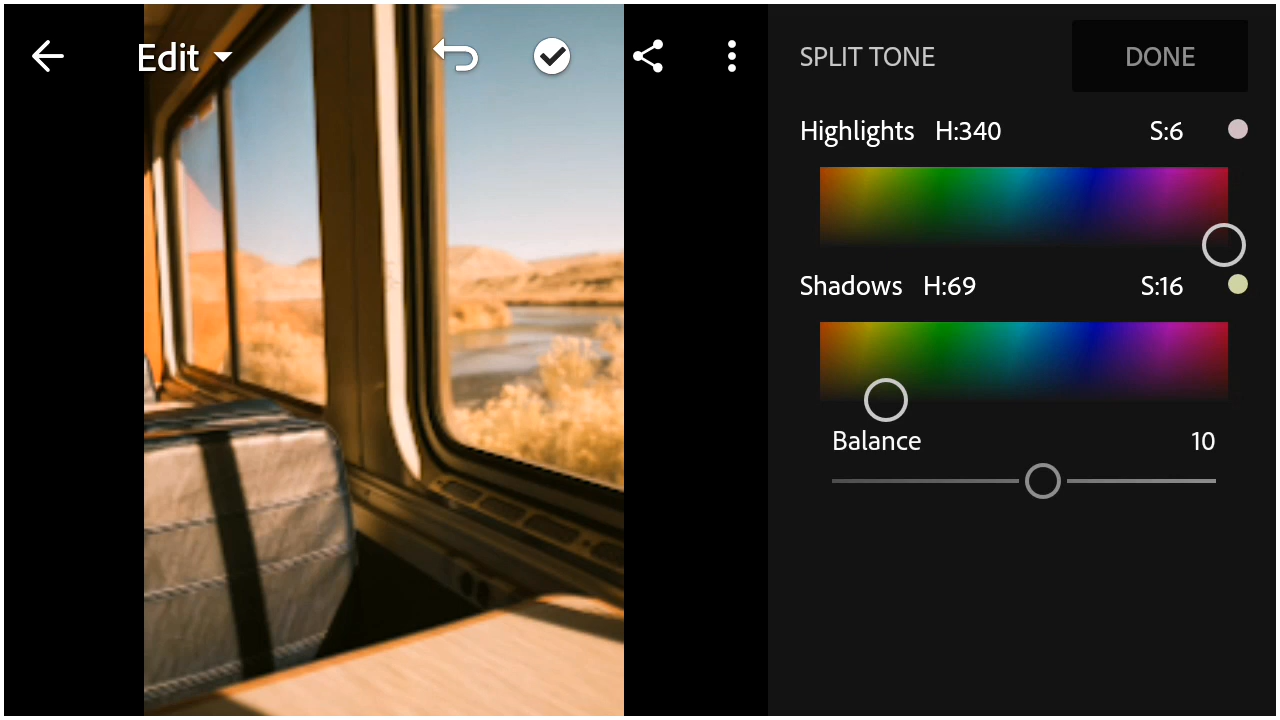 Edit
SPLIT TONE
DONE
Highlights H:340 S:6
Shadows H:69 S:16
Balance 10